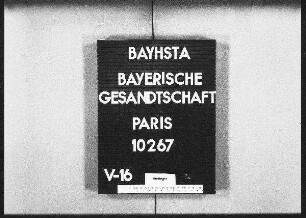 BAYHSTA
BAYERISCHE
GESANDTSCHAFT
PARIS
10267
V-16